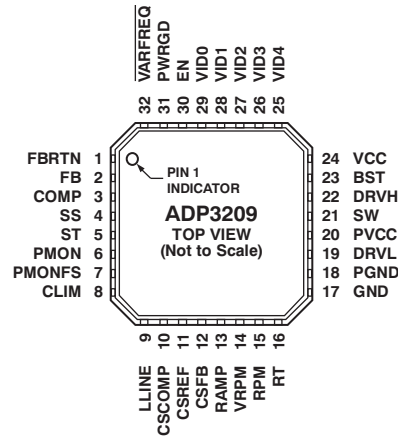 VARFREQ
PWRGD
EN
VID0
VID1
VID2
VID3
VID4
32
31
30
29
28
27
26
25
FBRTN 1
FB 2
COMP 3
SS 4
ST 5
PMON 6
PMONFS 7
CLIM 8
PIN 1
INDICATOR
ADP3209
TOP VIEW
(Not to Scale)
24 VCC
23 BST
22 DRVH
21 SW
20 PVCC
19 DRVL
18 PGND
17 GND
9
10
11
12
13
14
15
16
LLINE
CSCOMP
CSREF
CSFB
RAMP
VRPM
RPM
RT